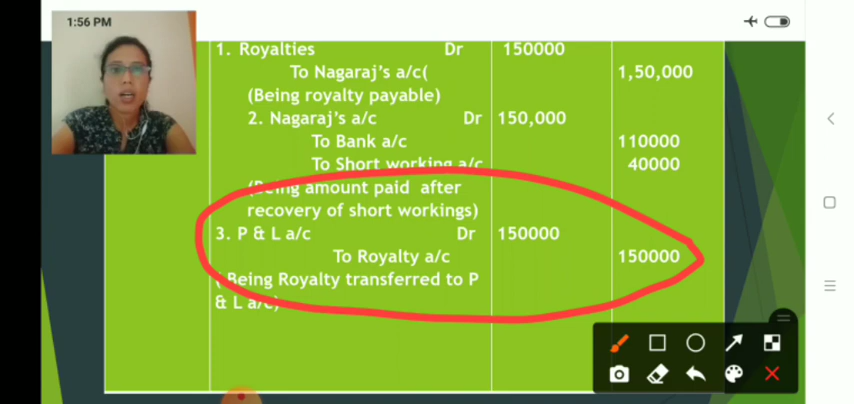 1:56 PM
1. Royalties Dr 150000
To Nagaraj's a/c( 1,50,000
(Being royalty payable)
2. Nagaraj's a/c Dr 150,000
To Bank a/c 110000
To Short working a/c 40000
(Being amount paid after
recovery of short workings)
3. P & L a/c Dr 150000
To Royalty a/c 150000
( Being Royalty transferred to P
& L a/c)